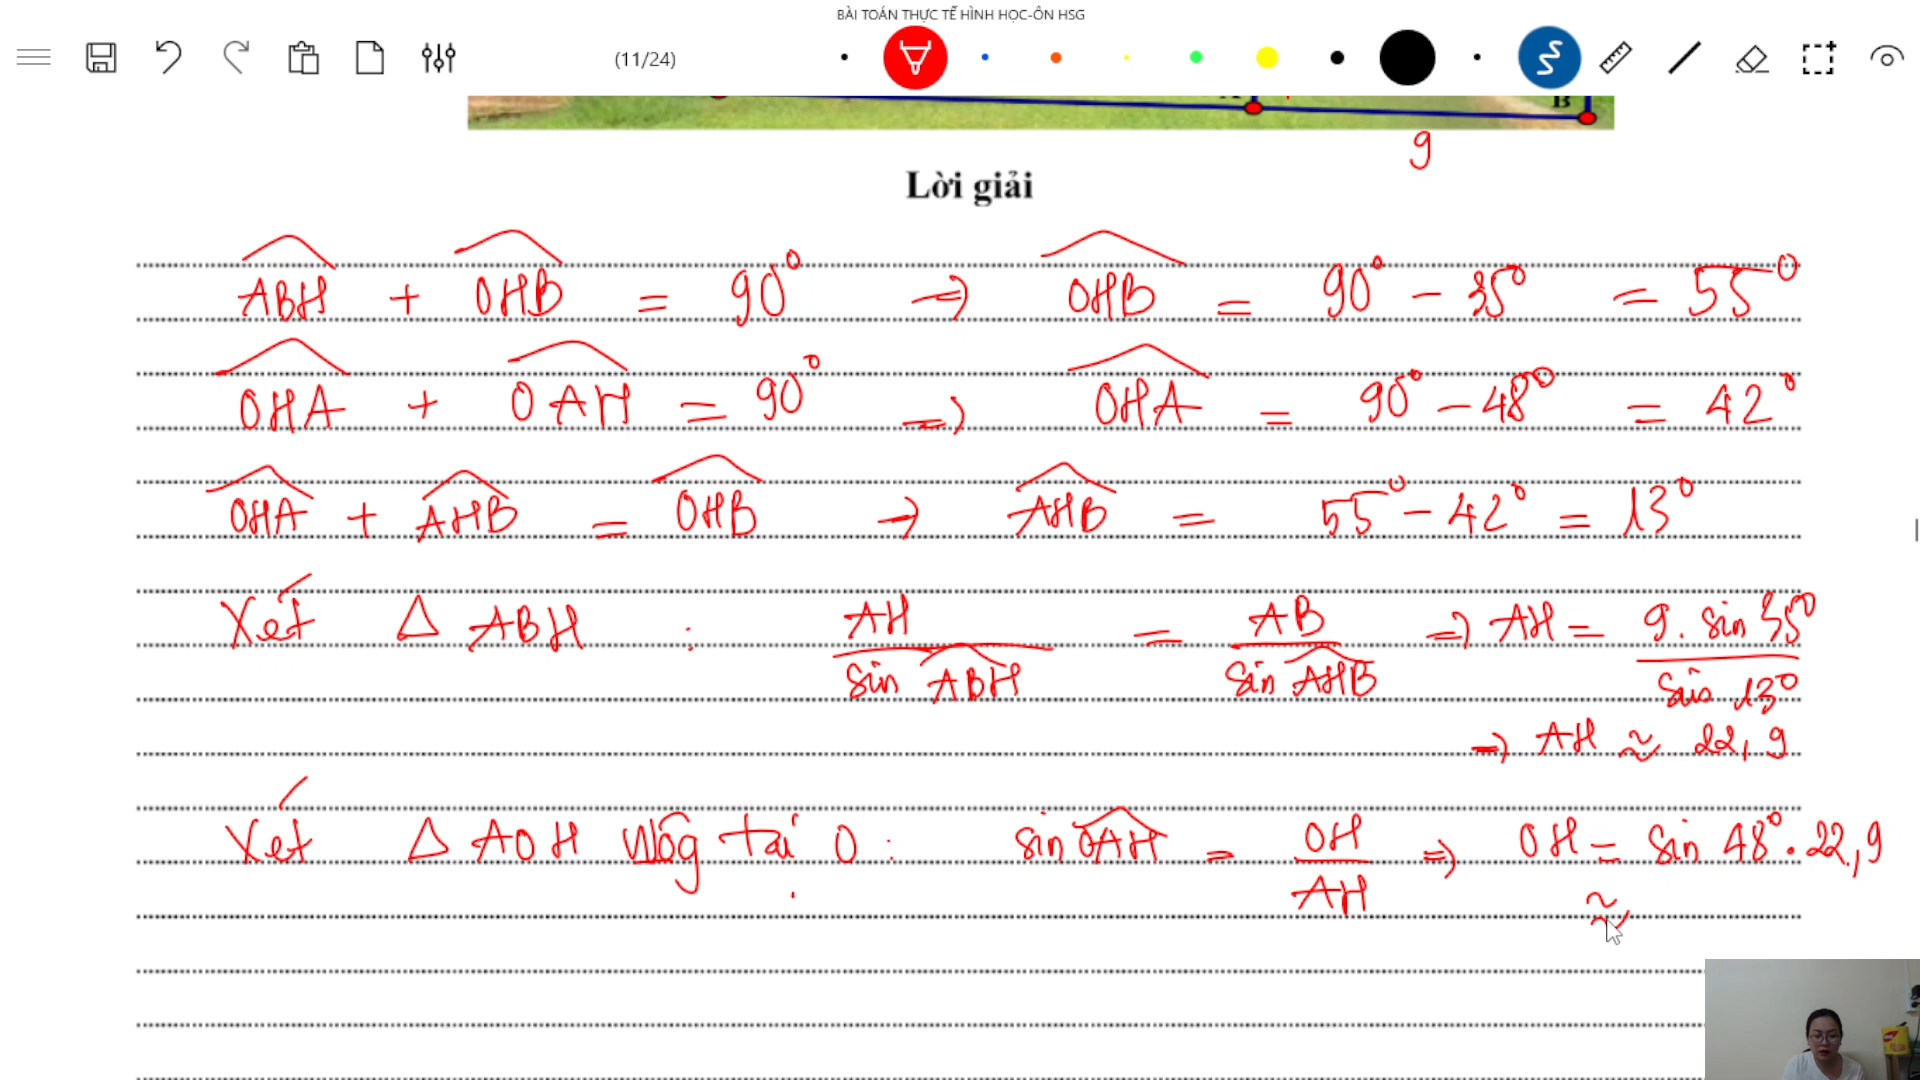 BÀI TOÁN THỰC TẾ HÌNH HỌC-ÔN HSG
(11/24)
B
9
Lời giải
ABH + OHB = 90° => OHB = 90° - 35° = 55°
OHA + OAH = 90° => OHA = 90° - 48° = 42°
OHA + AHB = OHB → AHB = 55° - 42° = 13°
Xét Δ ABH : AH / sin ABH = AB / sin AHB => AH = 9. sin 35° / sin 13°
=> AH ≈ 22,9
Xét Δ AOH vuông tại O : sin OAH = OH / AH => OH = sin 48° . 22,9
≈